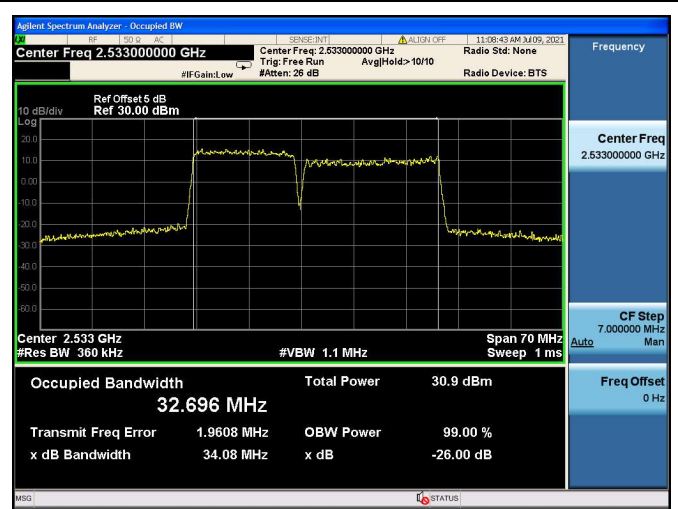 Agilent Spectrum Analyzer - Occupied BW
RF 50 Ω AC SENSE:INT ALIGN OFF 11:08:43 AM Jul 09, 2021
Center Freq 2.533000000 GHz
Center Freq: 2.533000000 GHz
Radio Std: None
Trig: Free Run Avg|Hold:>10/10
#IFGain:Low #Atten: 26 dB Radio Device: BTS
Ref Offset 5 dB
10 dB/div Ref 30.00 dBm
Log
20.0
10.0
0.00
-10.0
-20.0
-30.0
-40.0
-50.0
-60.0
Center 2.533 GHz Span 70 MHz
#Res BW 360 kHz #VBW 1.1 MHz Sweep 1 ms
Occupied Bandwidth Total Power 30.9 dBm
32.696 MHz
Transmit Freq Error 1.9608 MHz OBW Power 99.00 %
x dB Bandwidth 34.08 MHz x dB -26.00 dB
MSG STATUS
Frequency
Center Freq
2.533000000 GHz
CF Step
7.000000 MHz
Auto Man
Freq Offset
0 Hz